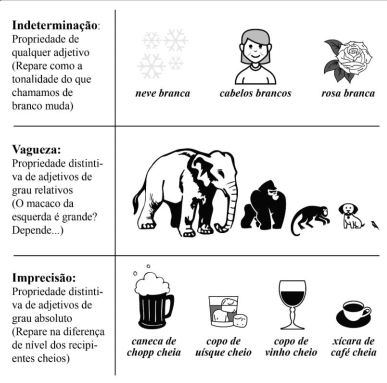 Indeterminação:
Propriedade de
qualquer adjetivo
(Repare como a
tonalidade do que
chamamos de
branco muda)
neve branca
cabelos brancos
rosa branca
Vagueza:
Propriedade distinti-
va de adjetivos de
grau relativos
(O macaco da
esquerda é grande?
Depende...)
Imprecisão:
Propriedade distinti-
va de adjetivos de
grau absoluto
(Repare na diferença
de nível dos recipi-
entes cheios)
caneca de
chopp cheia
copo de
uísque cheio
copo de
vinho cheio
xícara de
café cheia